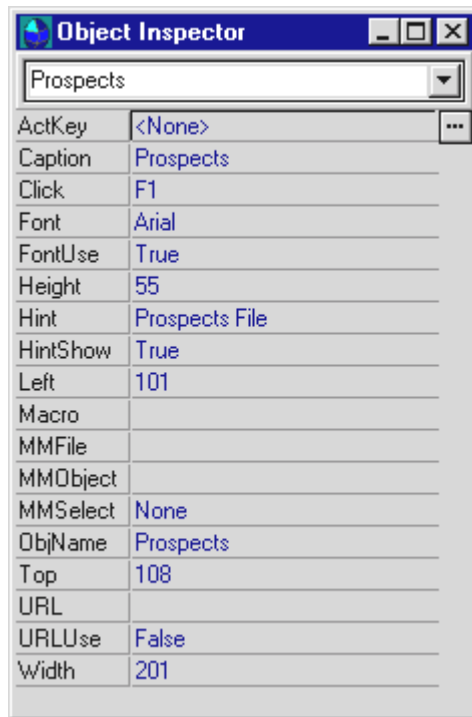 Object Inspector
Prospects
ActKey <None> ...
Caption Prospects
Click F1
Font Arial
FontUse True
Height 55
Hint Prospects File
HintShow True
Left 101
Macro
MMFile
MMObject
MMSelect None
ObjName Prospects
Top 108
URL
URLUse False
Width 201